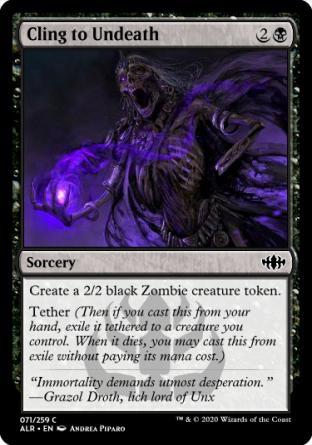 Cling to Undeath 2
Sorcery
Create a 2/2 black Zombie creature token.
Tether (Then if you cast this from
your hand, exile it tethered to a creature you
control. When it dies, you may cast this from
exile without paying its mana cost.)
"Immortality demands utmost desperation."
—Grazol Droth, lich lord of Unx
071/259 C
ALR • EN Andrea Piparo
™ & © 2020 Wizards of the Coast